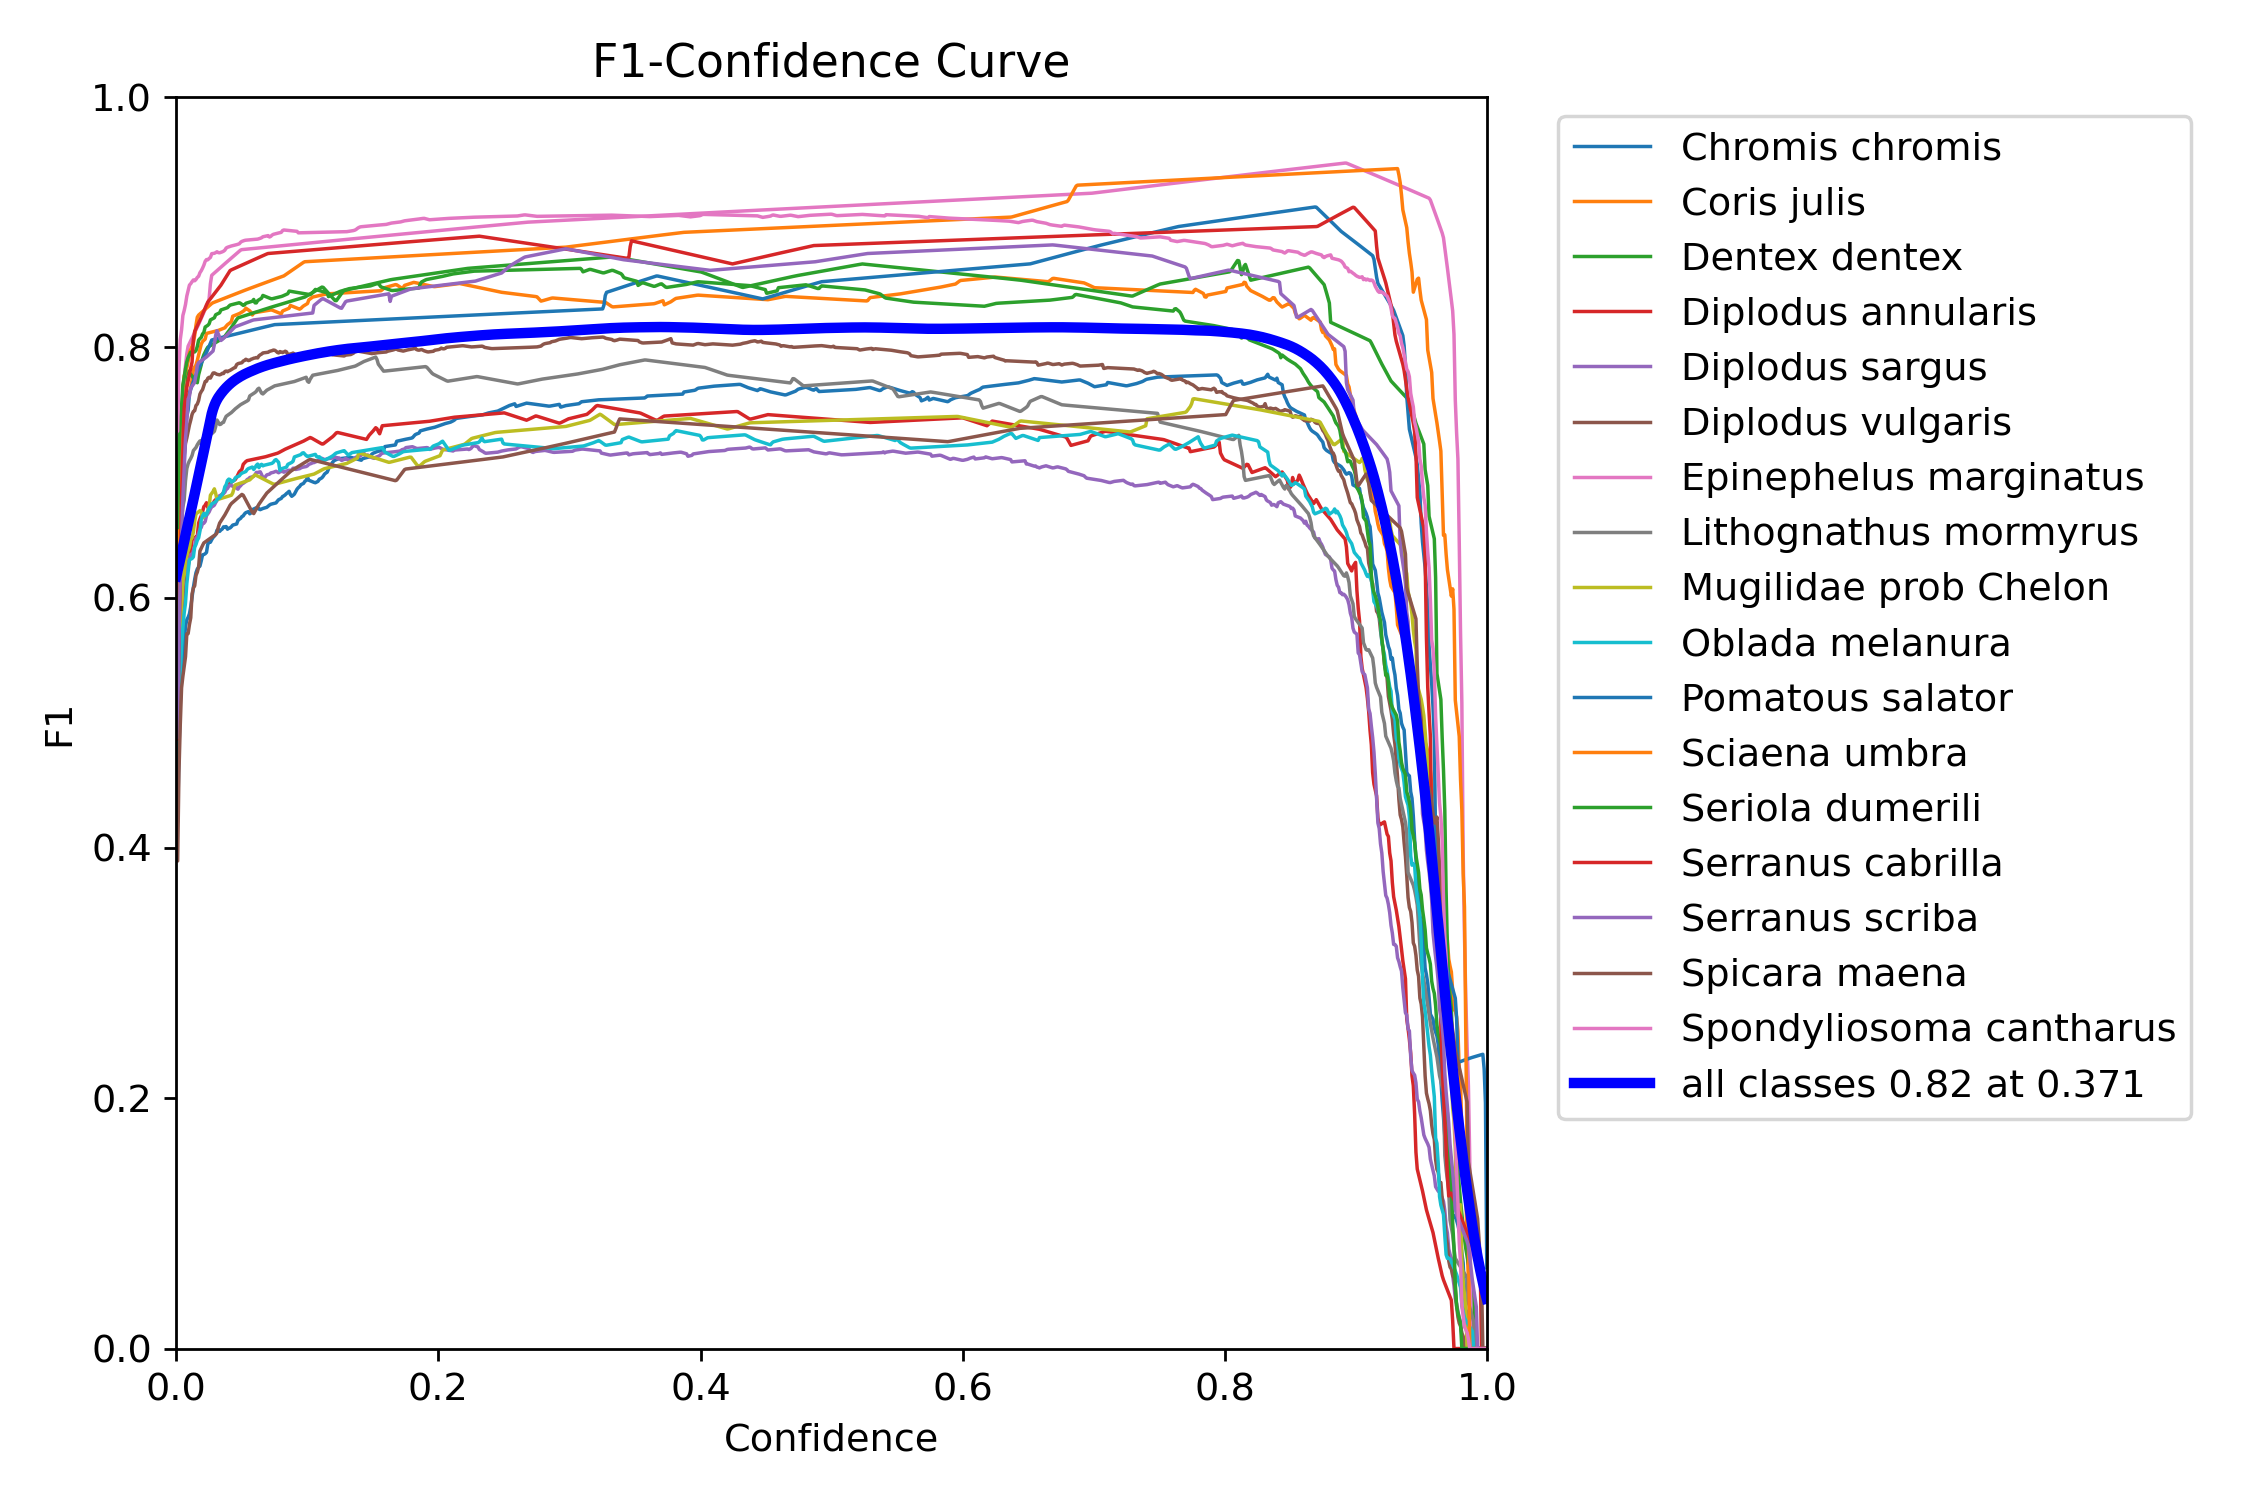 F1-Confidence Curve
1.0
0.8
0.6
0.4
0.2
0.0
F1
0.0 0.2 0.4 0.6 0.8 1.0
Confidence
Chromis chromis
Coris julis
Dentex dentex
Diplodus annularis
Diplodus sargus
Diplodus vulgaris
Epinephelus marginatus
Lithognathus mormyrus
Mugilidae prob Chelon
Oblada melanura
Pomatous salator
Sciaena umbra
Seriola dumerili
Serranus cabrilla
Serranus scriba
Spicara maena
Spondyliosoma cantharus
all classes 0.82 at 0.371